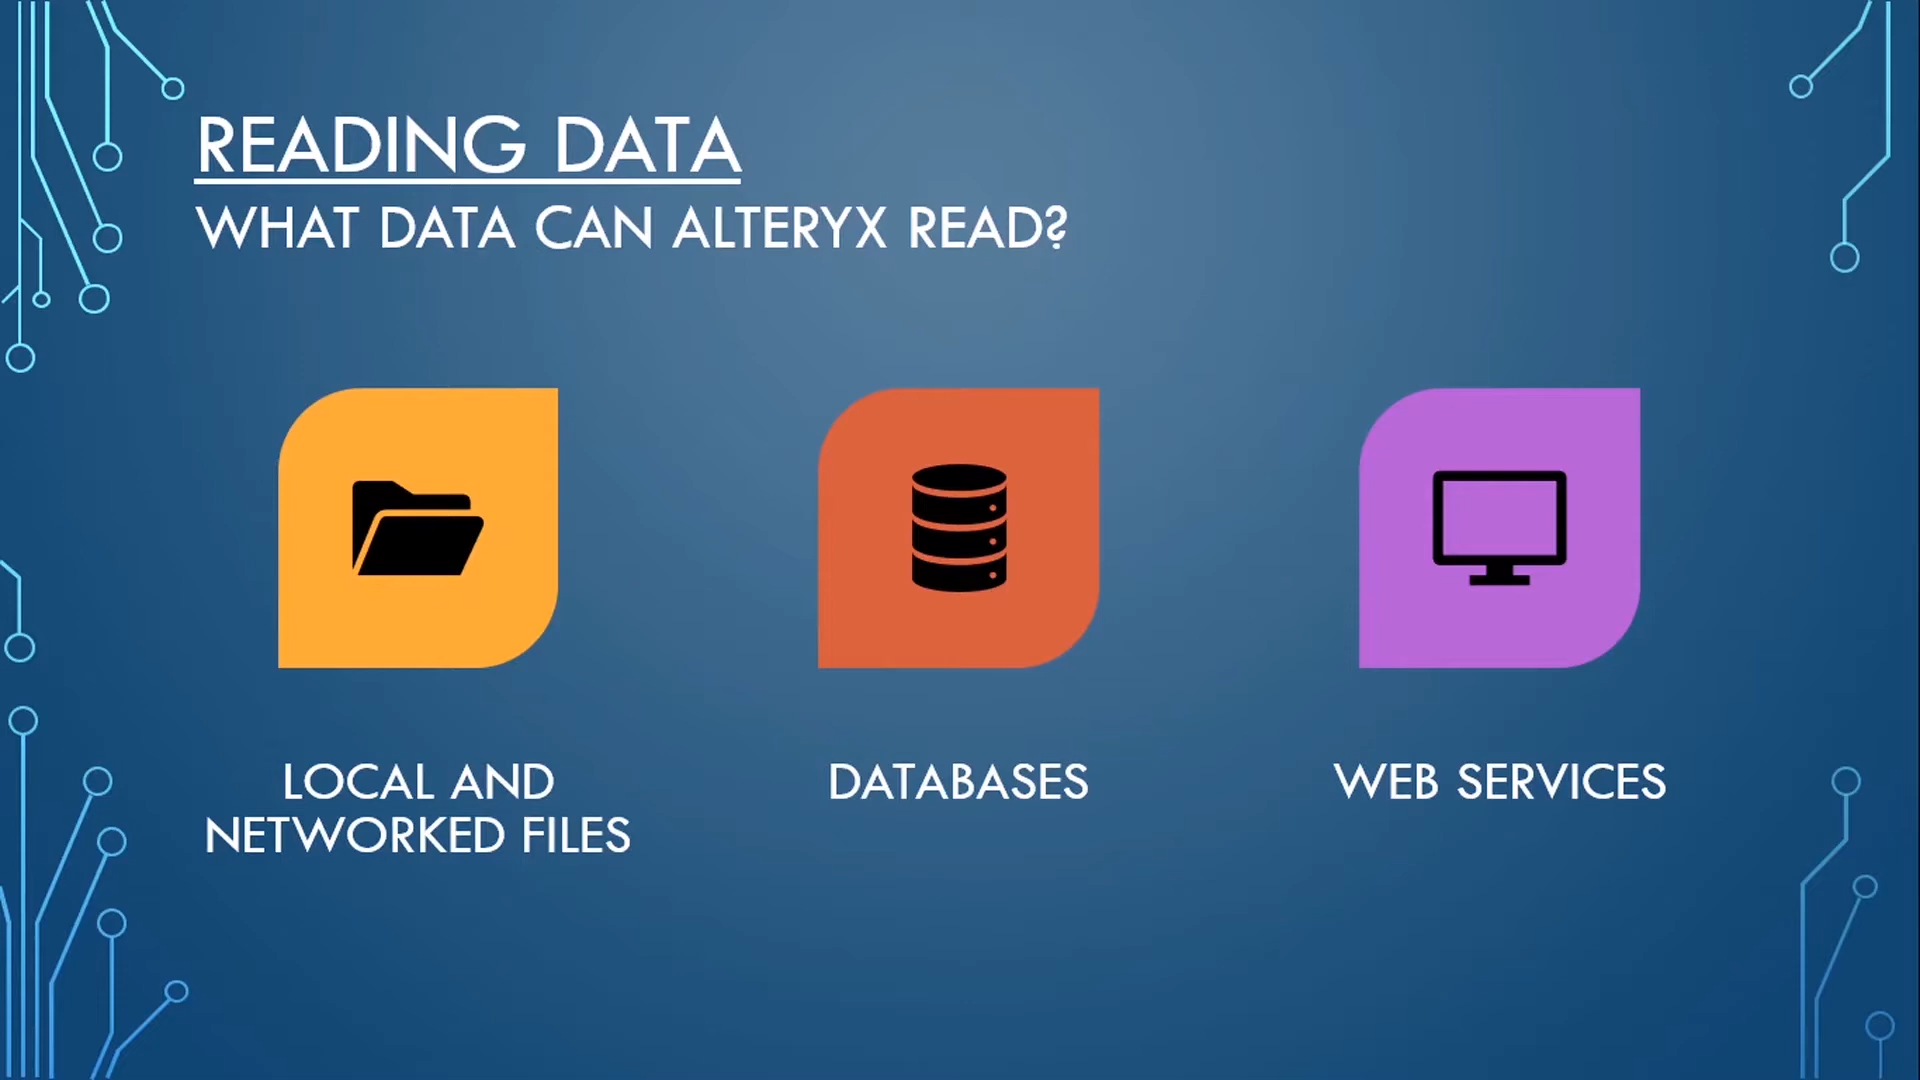 READING DATA
WHAT DATA CAN ALTERYX READ?
LOCAL AND
NETWORKED FILES
DATABASES
WEB SERVICES